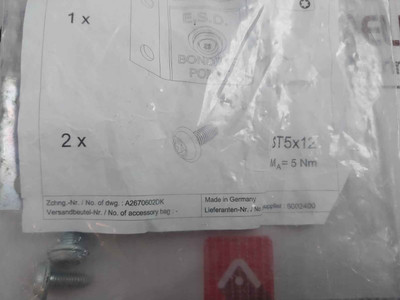 1 x
E.S.D.
BONDING
POINT
2 x
ST5x12
MA= 5 Nm
Zchng.-Nr. / No. of dwg. : A2670602DK
Made in Germany
Versandbeutel-Nr. / No. of accessory bag : -
Lieferanten-Nr. / No. supplier :